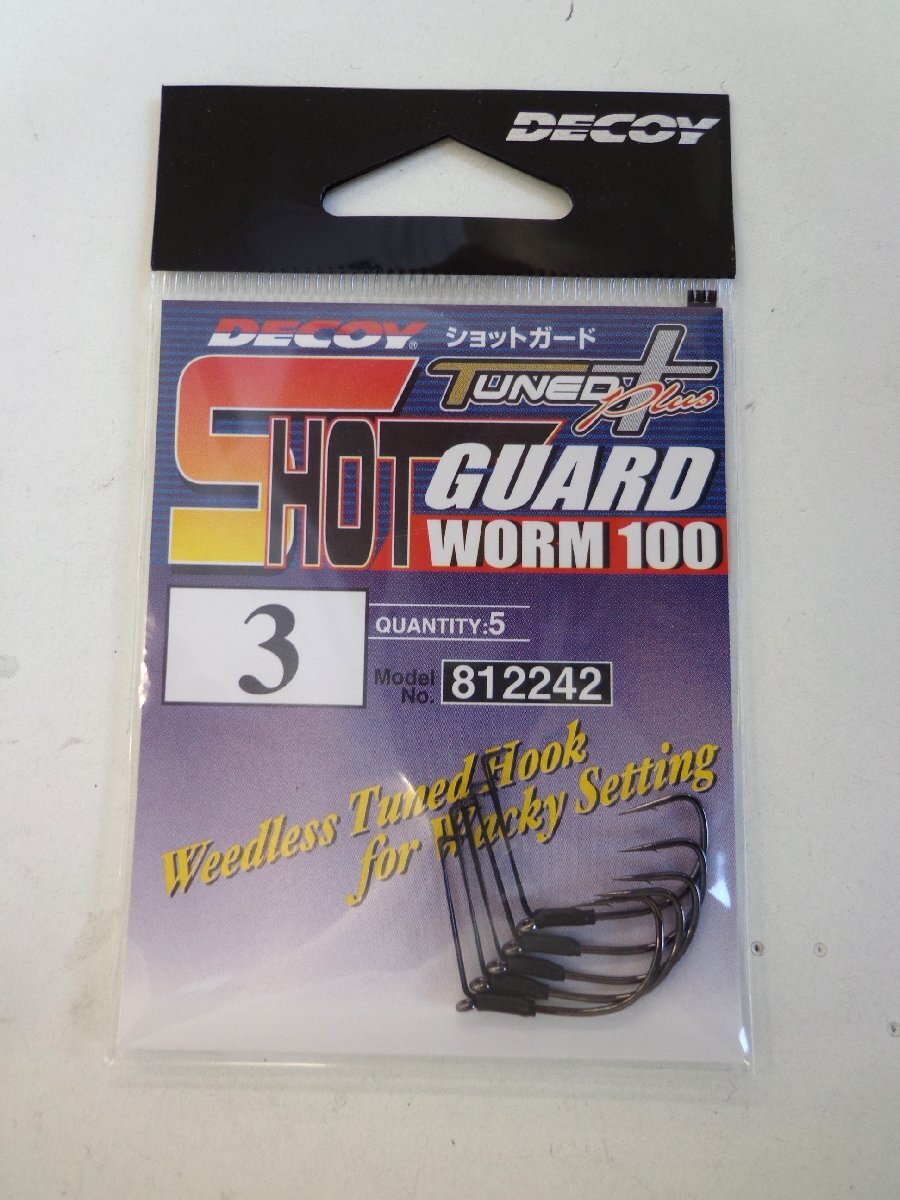 DECOY
DECOY® ショットガード
TUNED Plus
SHOT GUARD
WORM 100
3
QUANTITY:5
Model No. 812242
Weedless Tuned Hook
for Wacky Setting